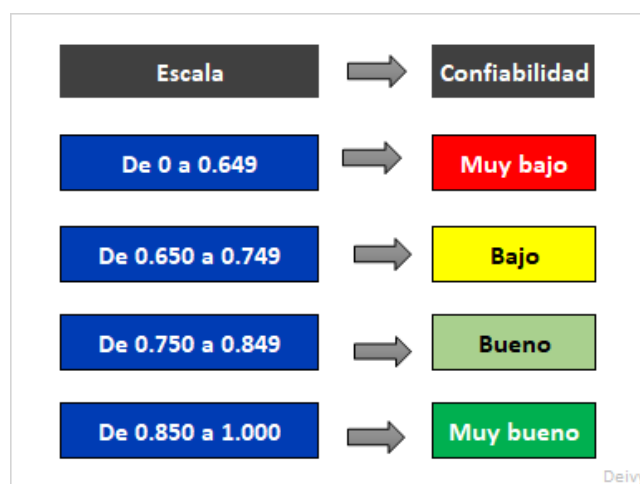 Escala
Confiabilidad
De 0 a 0.649
Muy bajo
De 0.650 a 0.749
Bajo
De 0.750 a 0.849
Bueno
De 0.850 a 1.000
Muy bueno